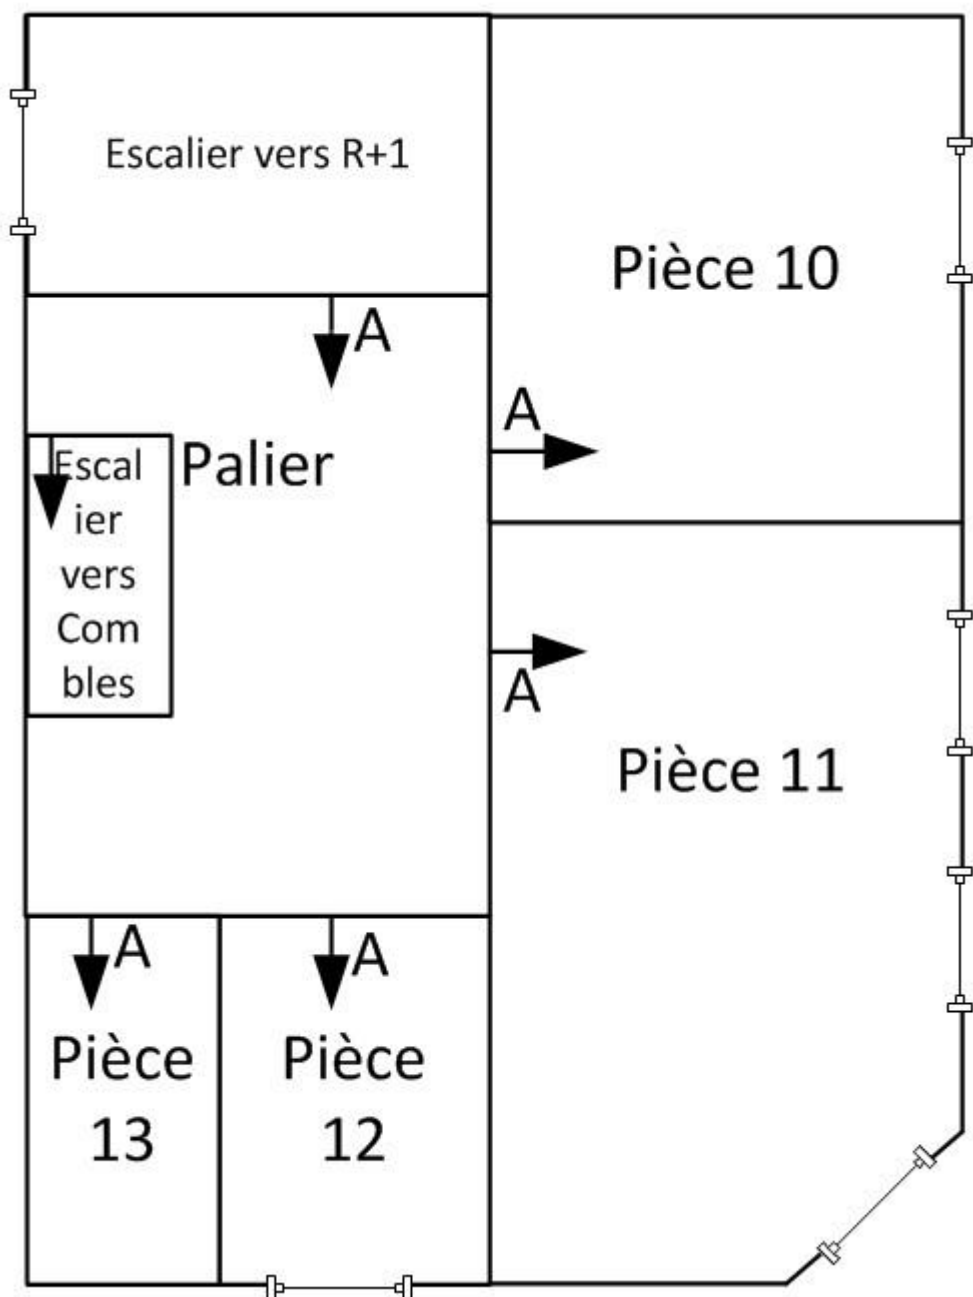 Escalier vers R+1
Pièce 10
A
A
Palier
Escal
ier
vers
Com
bles
A
Pièce 11
A
A
Pièce
13
Pièce
12